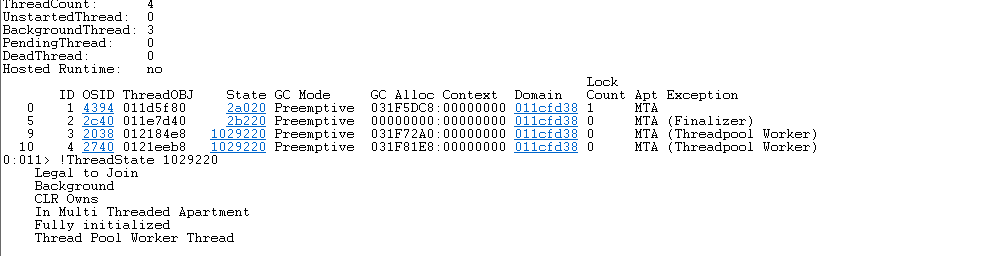 ThreadCount: 4
UnstartedThread: 0
BackgroundThread: 3
PendingThread: 0
DeadThread: 0
Hosted Runtime: no
Lock
ID OSID ThreadOBJ State GC Mode GC Alloc Context Domain Count Apt Exception
0 1 4394 011d5f80 2a020 Preemptive 031F5DC8:00000000 011cfd38 1 MTA
5 2 2c40 011e7d40 2b220 Preemptive 00000000:00000000 011cfd38 0 MTA (Finalizer)
9 3 2038 012184e8 1029220 Preemptive 031F72A0:00000000 011cfd38 0 MTA (Threadpool Worker)
10 4 2740 0121eeb8 1029220 Preemptive 031F81E8:00000000 011cfd38 0 MTA (Threadpool Worker)
0:011> !ThreadState 1029220
Legal to Join
Background
CLR Owns
In Multi Threaded Apartment
Fully initialized
Thread Pool Worker Thread